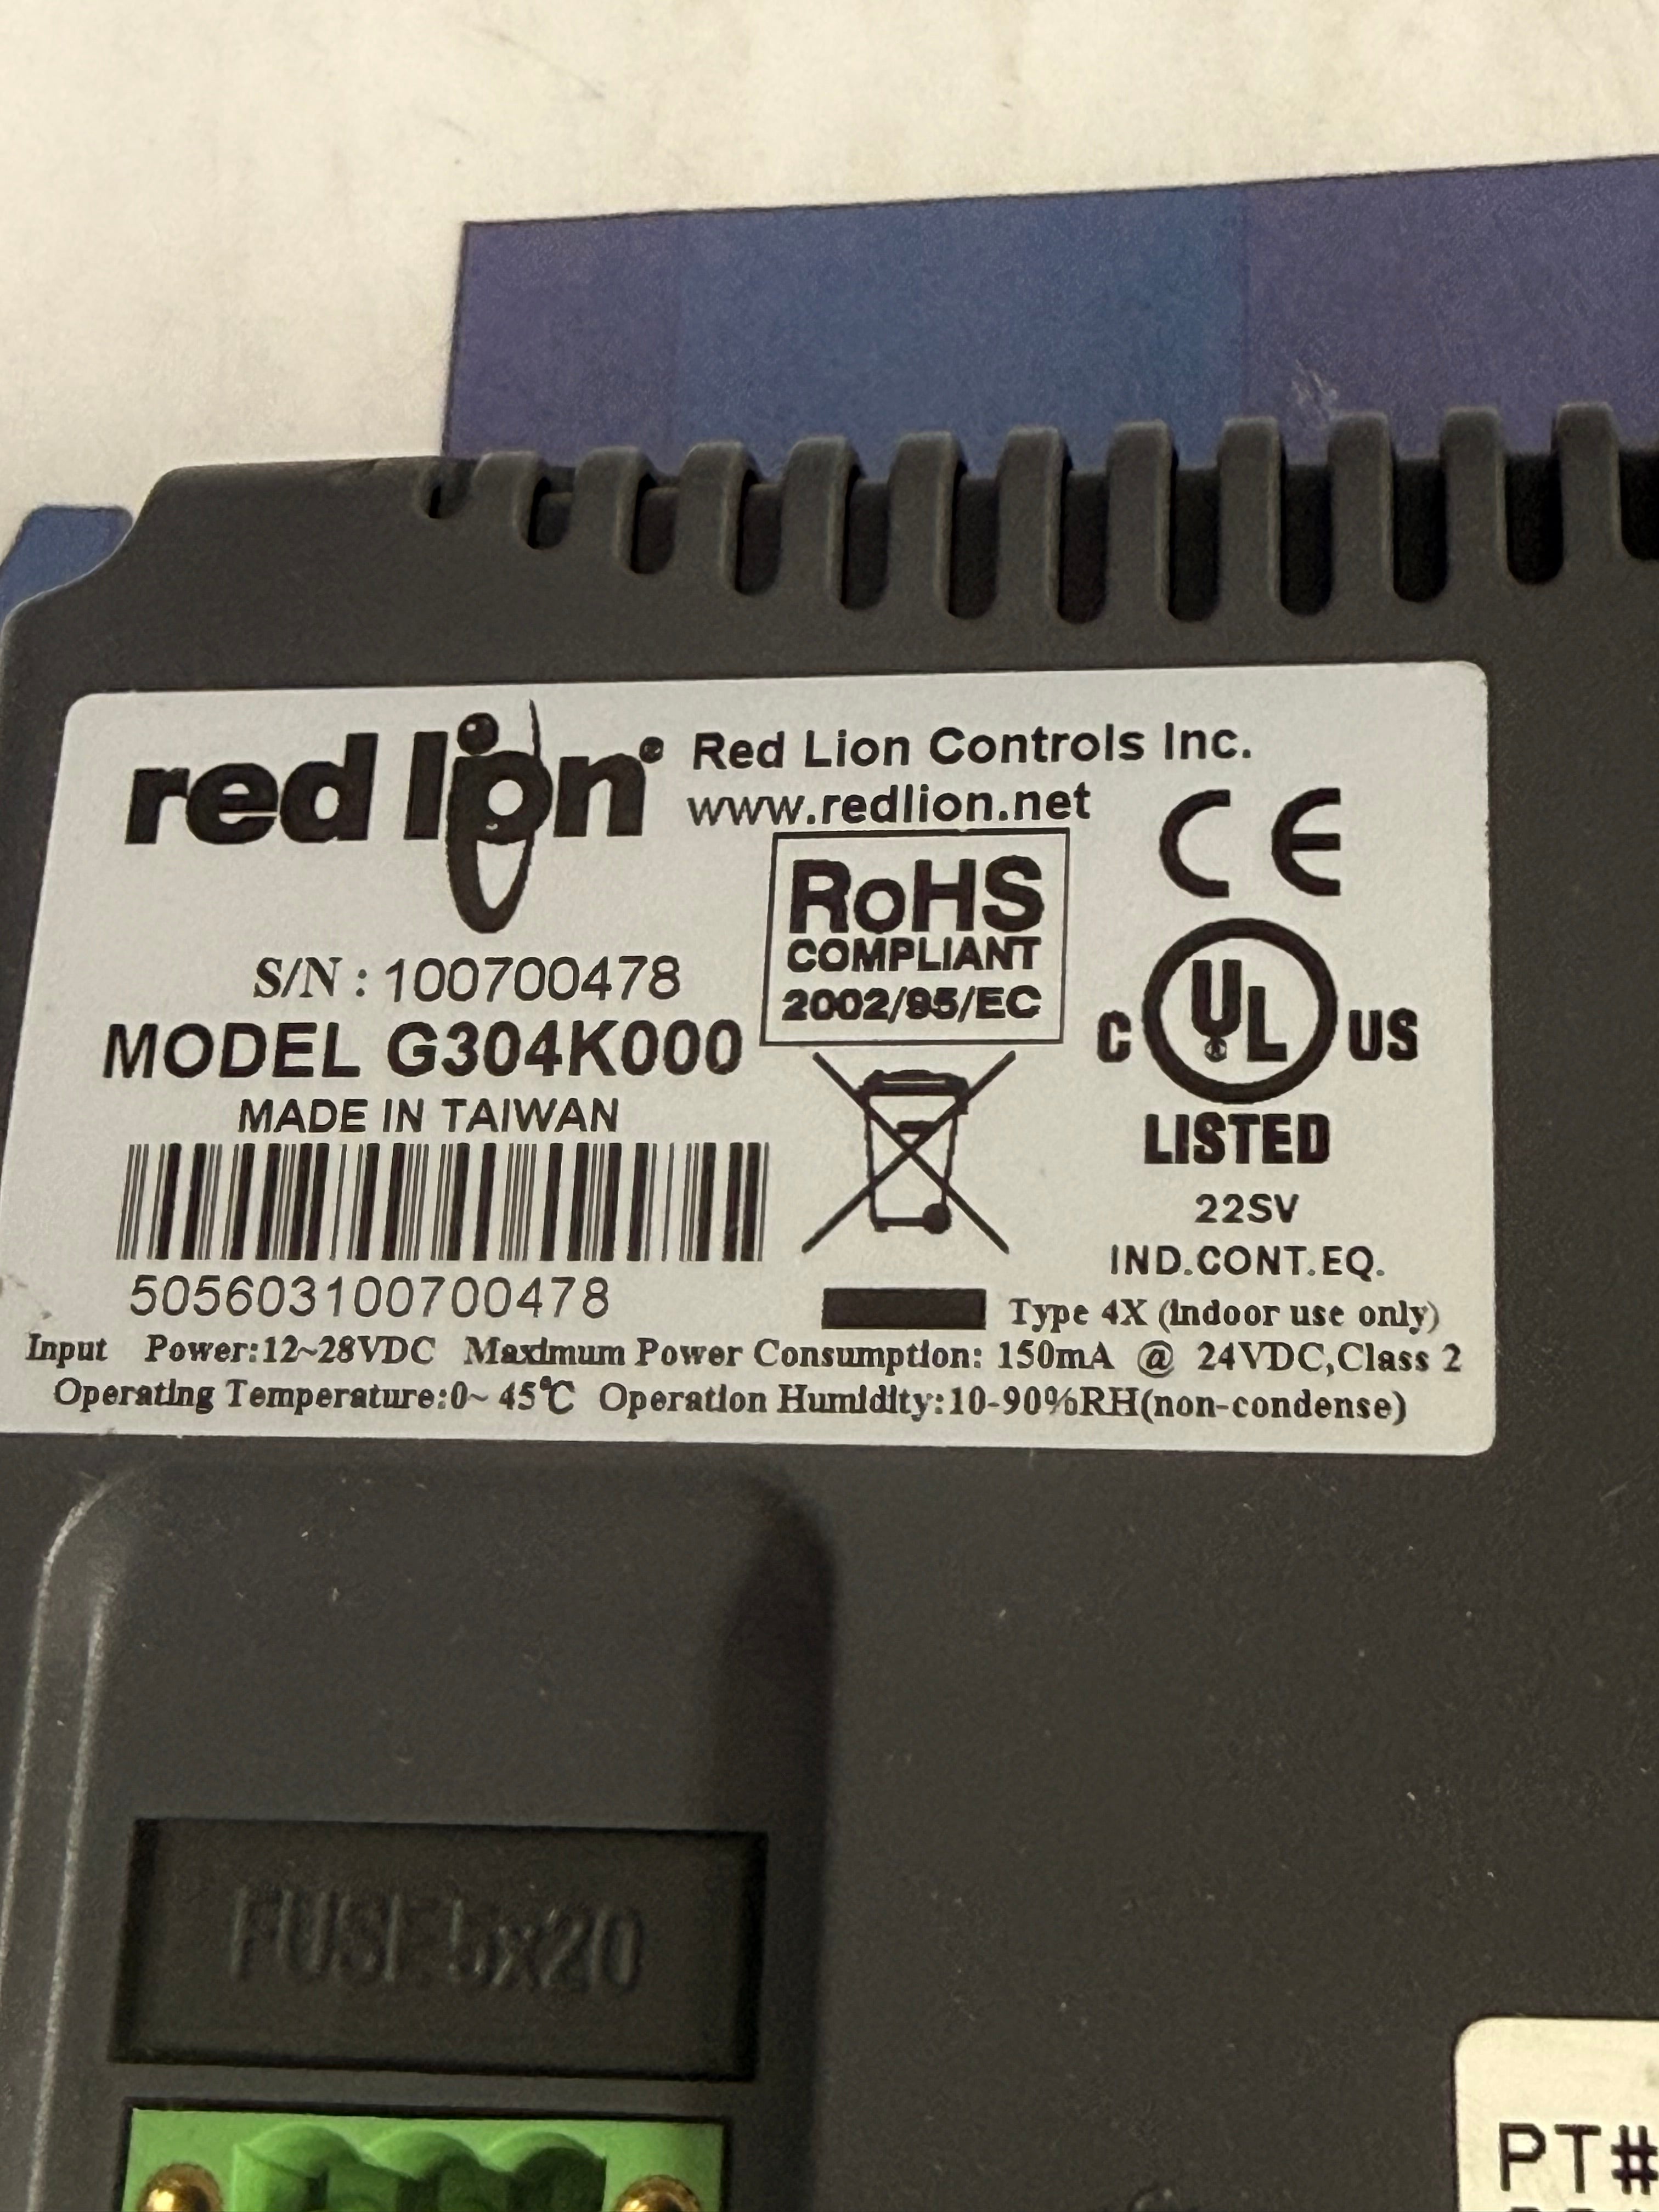 red lion® Red Lion Controls Inc.
www.redlion.net
CE
RoHS
COMPLIANT
2002/95/EC
S/N : 100700478
MODEL G304K000
MADE IN TAIWAN
505603100700478
C UL US
LISTED
22SV
IND.CONT.EQ.
Type 4X (indoor use only)
Input Power:12~28VDC Maximum Power Consumption: 150mA @ 24VDC,Class 2
Operating Temperature:0~ 45℃ Operation Humidity:10-90%RH(non-condense)
FUSE 5x20
PT#